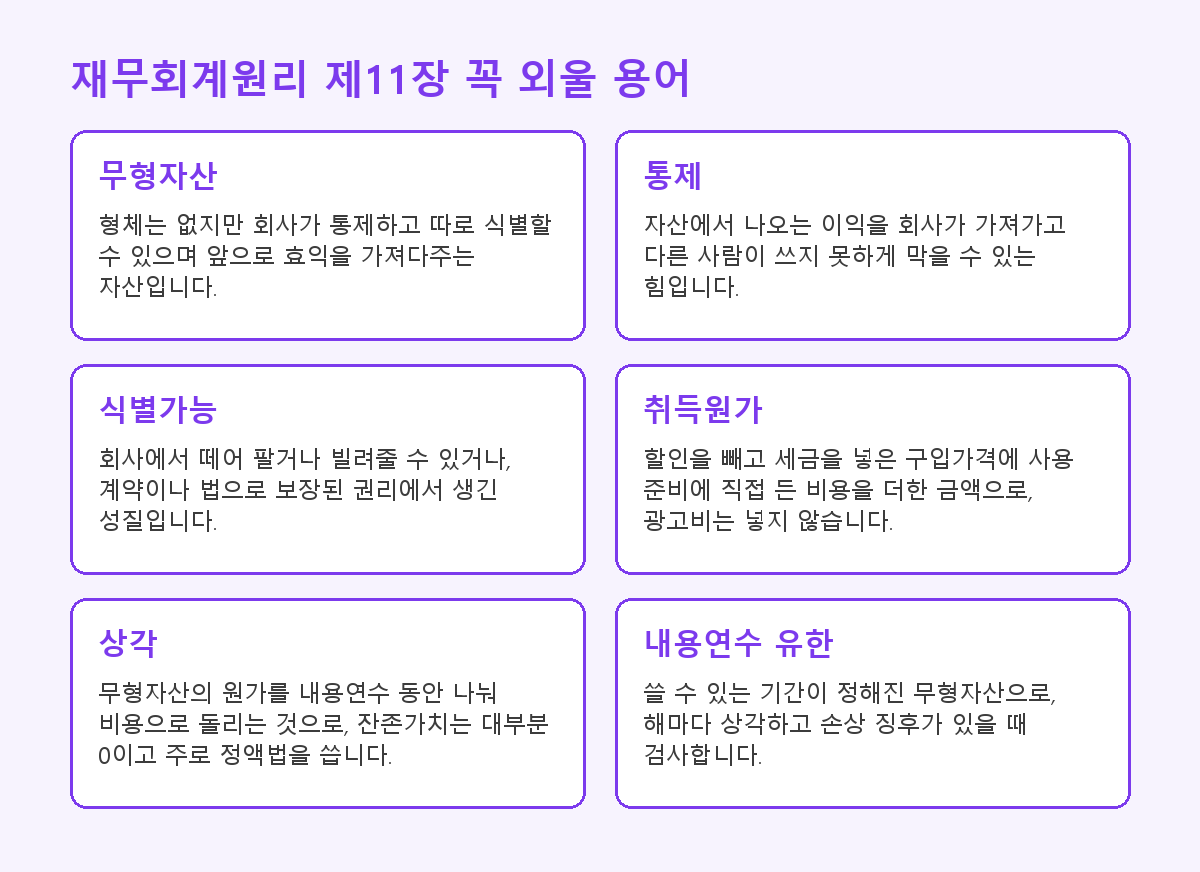 재무회계원리 제11장 꼭 외울 용어
무형자산
형체는 없지만 회사가 통제하고 따로 식별할
수 있으며 앞으로 효익을 가져다주는
자산입니다.
통제
자산에서 나오는 이익을 회사가 가져가고
다른 사람이 쓰지 못하게 막을 수 있는
힘입니다.
식별가능
회사에서 떼어 팔거나 빌려줄 수 있거나,
계약이나 법으로 보장된 권리에서 생긴
성질입니다.
취득원가
할인을 빼고 세금을 넣은 구입가격에 사용
준비에 직접 든 비용을 더한 금액으로,
광고비는 넣지 않습니다.
상각
무형자산의 원가를 내용연수 동안 나눠
비용으로 돌리는 것으로, 잔존가치는 대부분
0이고 주로 정액법을 씁니다.
내용연수 유한
쓸 수 있는 기간이 정해진 무형자산으로,
해마다 상각하고 손상 징후가 있을 때
검사합니다.